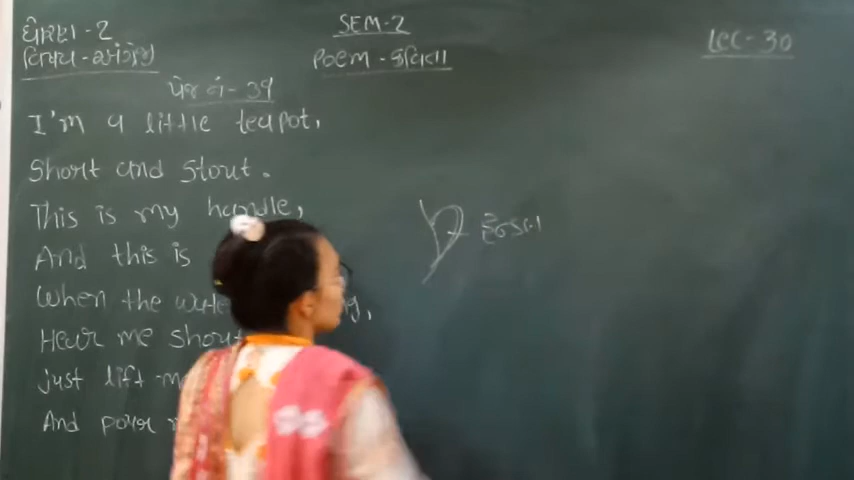 ધોરણ - 2
SEM-2
Lec-30
વિષય - અંગ્રેજી
Poem - કવિતા
પેજ નં - 39
I'm a little teapot,
Short and stout.
This is my handle,
હેન્ડલ
And this is
When the
Hear me shout
Just lift
And pour